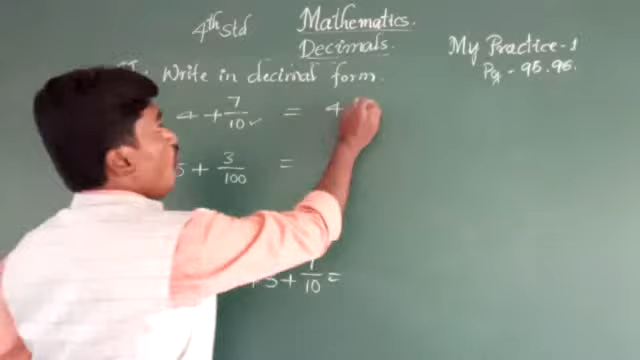 4th std Mathematics
Decimals.
My Practice-1
Pg - 95.96.
Write in decimal form.
4 + 7/10 ✓ = 4
5 + 3/100 =
+ 5 + /10 =